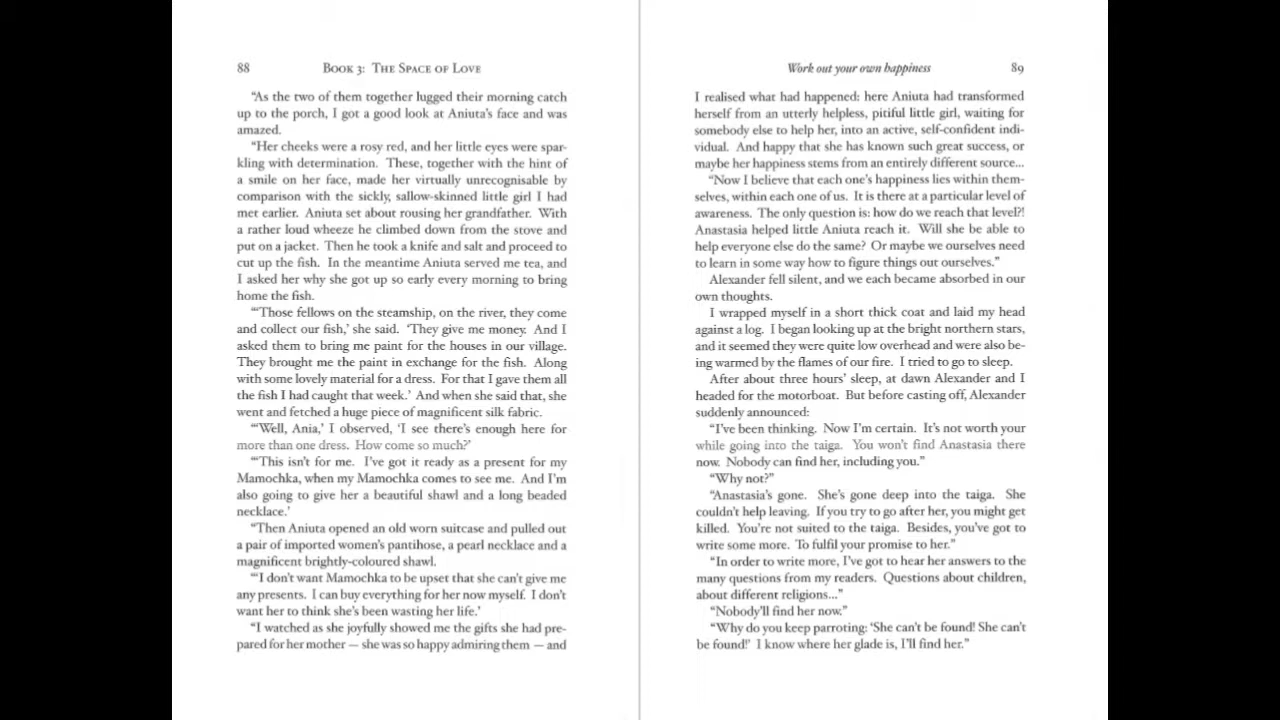 88 BOOK 3: THE SPACE OF LOVE
“As the two of them together lugged their morning catch
up to the porch, I got a good look at Aniuta’s face and was
amazed.
“Her cheeks were a rosy red, and her little eyes were spar-
kling with determination. These, together with the hint of
a smile on her face, made her virtually unrecognisable by
comparison with the sickly, sallow-skinned little girl I had
met earlier. Aniuta set about rousing her grandfather. With
a rather loud wheeze he climbed down from the stove and
put on a jacket. Then he took a knife and salt and proceed to
cut up the fish. In the meantime Aniuta served me tea, and
I asked her why she got up so early every morning to bring
home the fish.
“‘Those fellows on the steamship, on the river, they come
and collect our fish,’ she said. ‘They give me money. And I
asked them to bring me paint for the houses in our village.
They brought me the paint in exchange for the fish. Along
with some lovely material for a dress. For that I gave them all
the fish I had caught that week.’ And when she said that, she
went and fetched a huge piece of magnificent silk fabric.
“‘Well, Ania,’ I observed, ‘I see there’s enough here for
more than one dress. How come so much?’
“‘This isn’t for me. I’ve got it ready as a present for my
Mamochka, when my Mamochka comes to see me. And I’m
also going to give her a beautiful shawl and a long beaded
necklace.’
“Then Aniuta opened an old worn suitcase and pulled out
a pair of imported women’s pantihose, a pearl necklace and a
magnificent brightly-coloured shawl.
“‘I don’t want Mamochka to be upset that she can’t give me
any presents. I can buy everything for her now myself. I don’t
want her to think she’s been wasting her life.’
“I watched as she joyfully showed me the gifts she had pre-
pared for her mother — she was so happy admiring them — and
Work out your own happiness 89
I realised what had happened: here Aniuta had transformed
herself from an utterly helpless, pitiful little girl, waiting for
somebody else to help her, into an active, self-confident indi-
vidual. And happy that she has known such great success, or
maybe her happiness stems from an entirely different source...
“Now I believe that each one’s happiness lies within them-
selves, within each one of us. It is there at a particular level of
awareness. The only question is: how do we reach that level?!
Anastasia helped little Aniuta reach it. Will she be able to
help everyone else do the same? Or maybe we ourselves need
to learn in some way how to figure things out ourselves.”
Alexander fell silent, and we each became absorbed in our
own thoughts.
I wrapped myself in a short thick coat and laid my head
against a log. I began looking up at the bright northern stars,
and it seemed they were quite low overhead and were also be-
ing warmed by the flames of our fire. I tried to go to sleep.
After about three hours’ sleep, at dawn Alexander and I
headed for the motorboat. But before casting off, Alexander
suddenly announced:
“I’ve been thinking. Now I’m certain. It’s not worth your
while going into the taiga. You won’t find Anastasia there
now. Nobody can find her, including you.”
“Why not?”
“Anastasia’s gone. She’s gone deep into the taiga. She
couldn’t help leaving. If you try to go after her, you might get
killed. You’re not suited to the taiga. Besides, you’ve got to
write some more. To fulfil your promise to her.”
“In order to write more, I’ve got to hear her answers to the
many questions from my readers. Questions about children,
about different religions...”
“Nobody’ll find her now.”
“Why do you keep parroting: ‘She can’t be found! She can’t
be found!’ I know where her glade is, I’ll find her.”